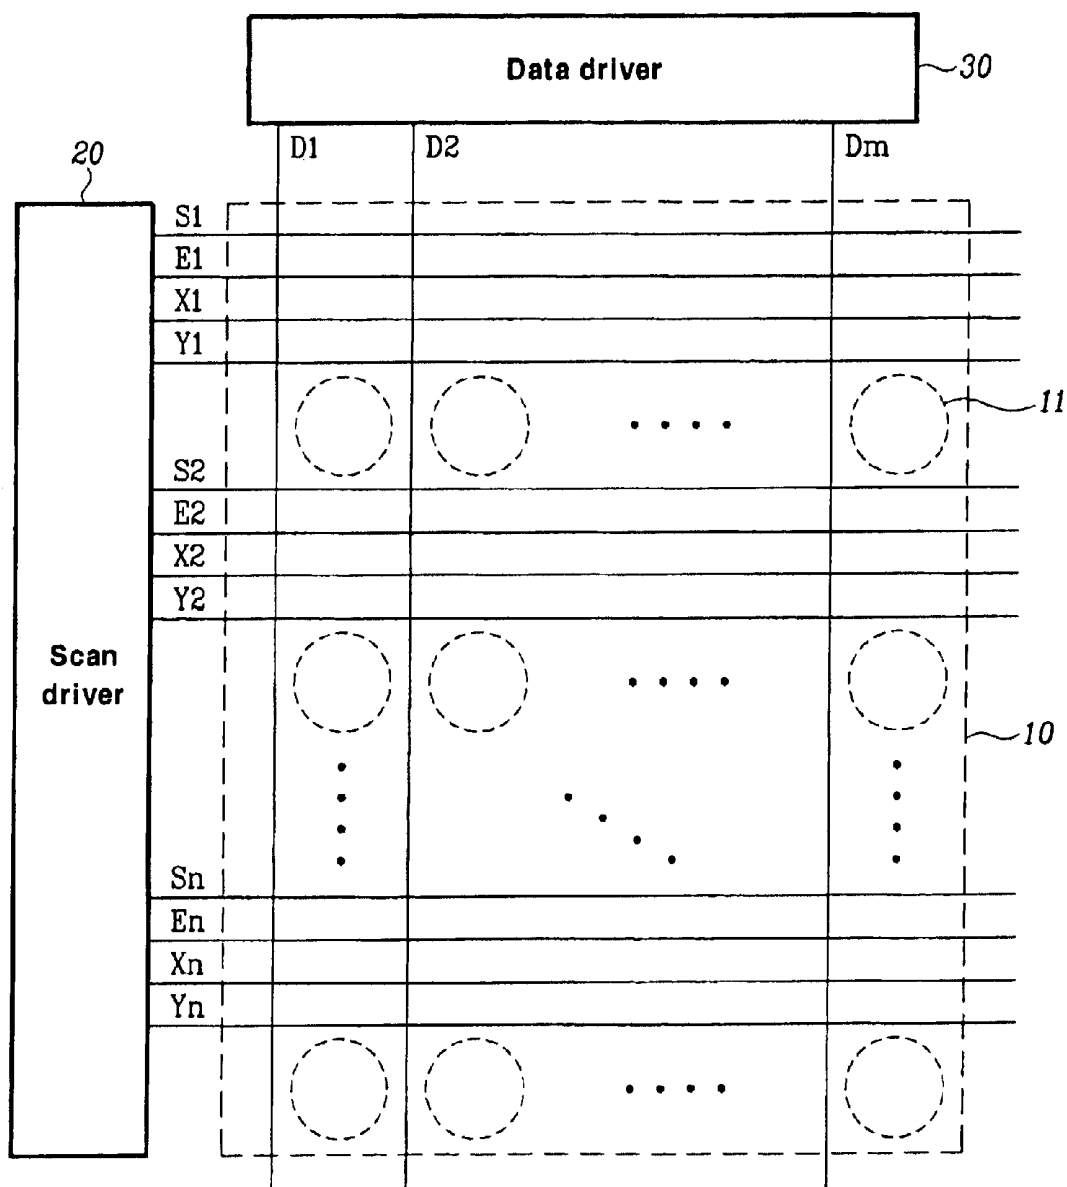 Data driver
30
D1 D2 Dm
20
S1
E1
X1
Y1
11
S2
E2
X2
Y2
Scan
driver
10
Sn
En
Xn
Yn